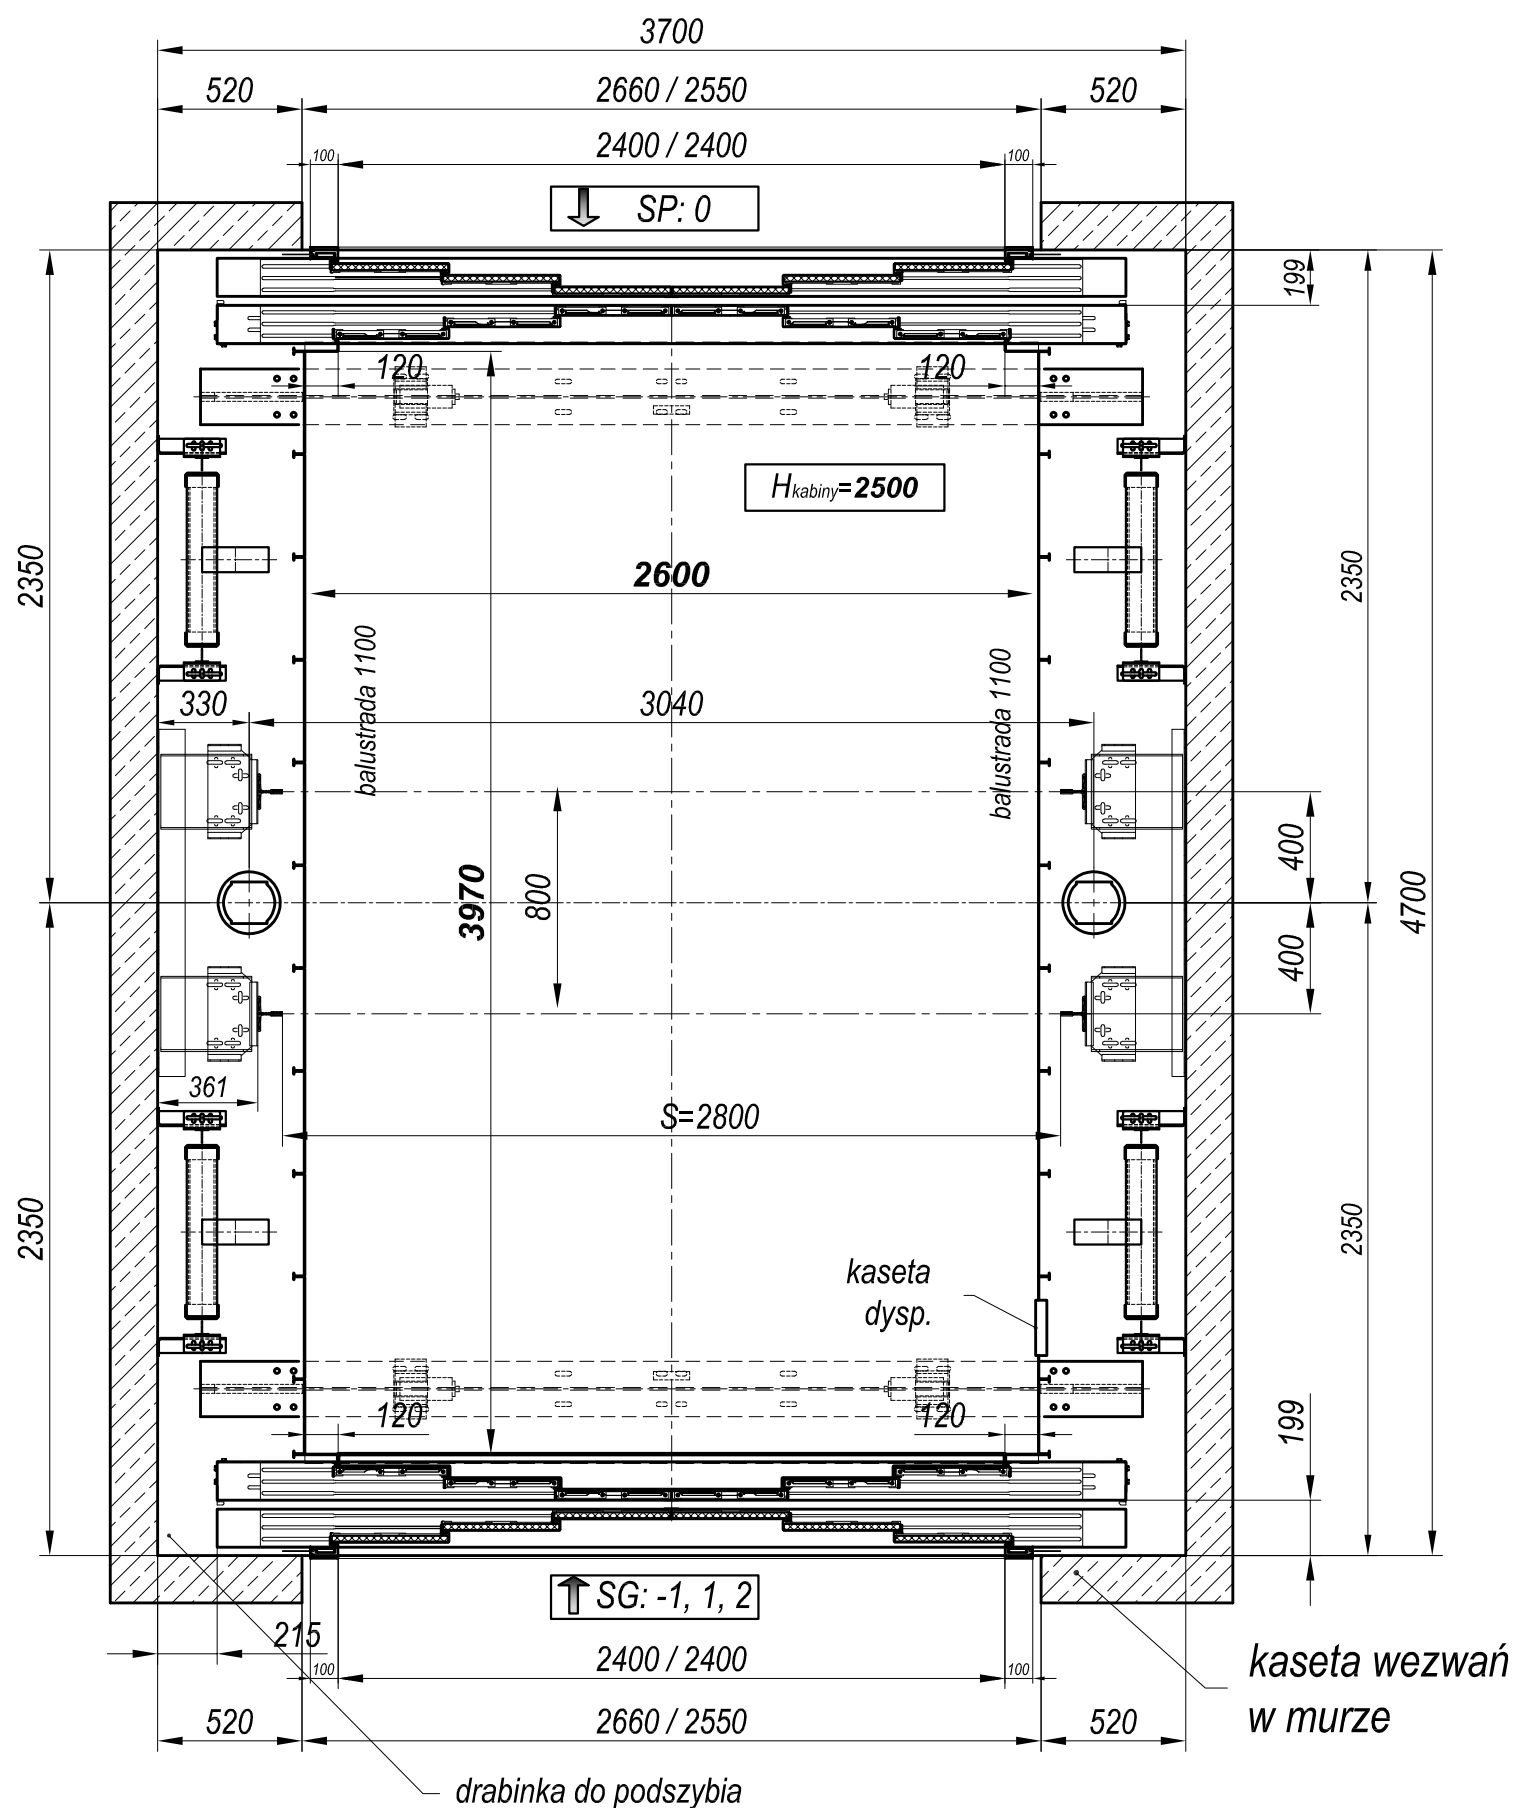 3700
520
2660 / 2550
520
100
2400 / 2400
100
SP: 0
199
120
120
Hkabiny=2500
2350
2600
2350
balustrada 1100
balustrada 1100
330
3040
400
3970
800
4700
400
361
S=2800
2350
2350
kaseta
dysp.
120
120
199
SG: -1, 1, 2
215
100
2400 / 2400
100
kaseta wezwań
w murze
520
2660 / 2550
520
drabinka do podszybia